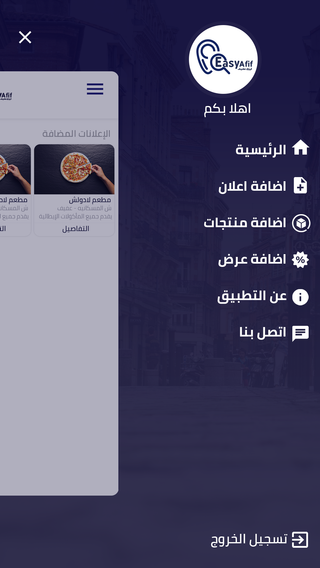 EasyAfif
اهلا بكم
الرئيسية
اضافة اعلان
اضافة منتجات
اضافة عرض
عن التطبيق
اتصل بنا
تسجيل الخروج
الإعلانات المضافة
مطعم لادولتش
التفاصيل